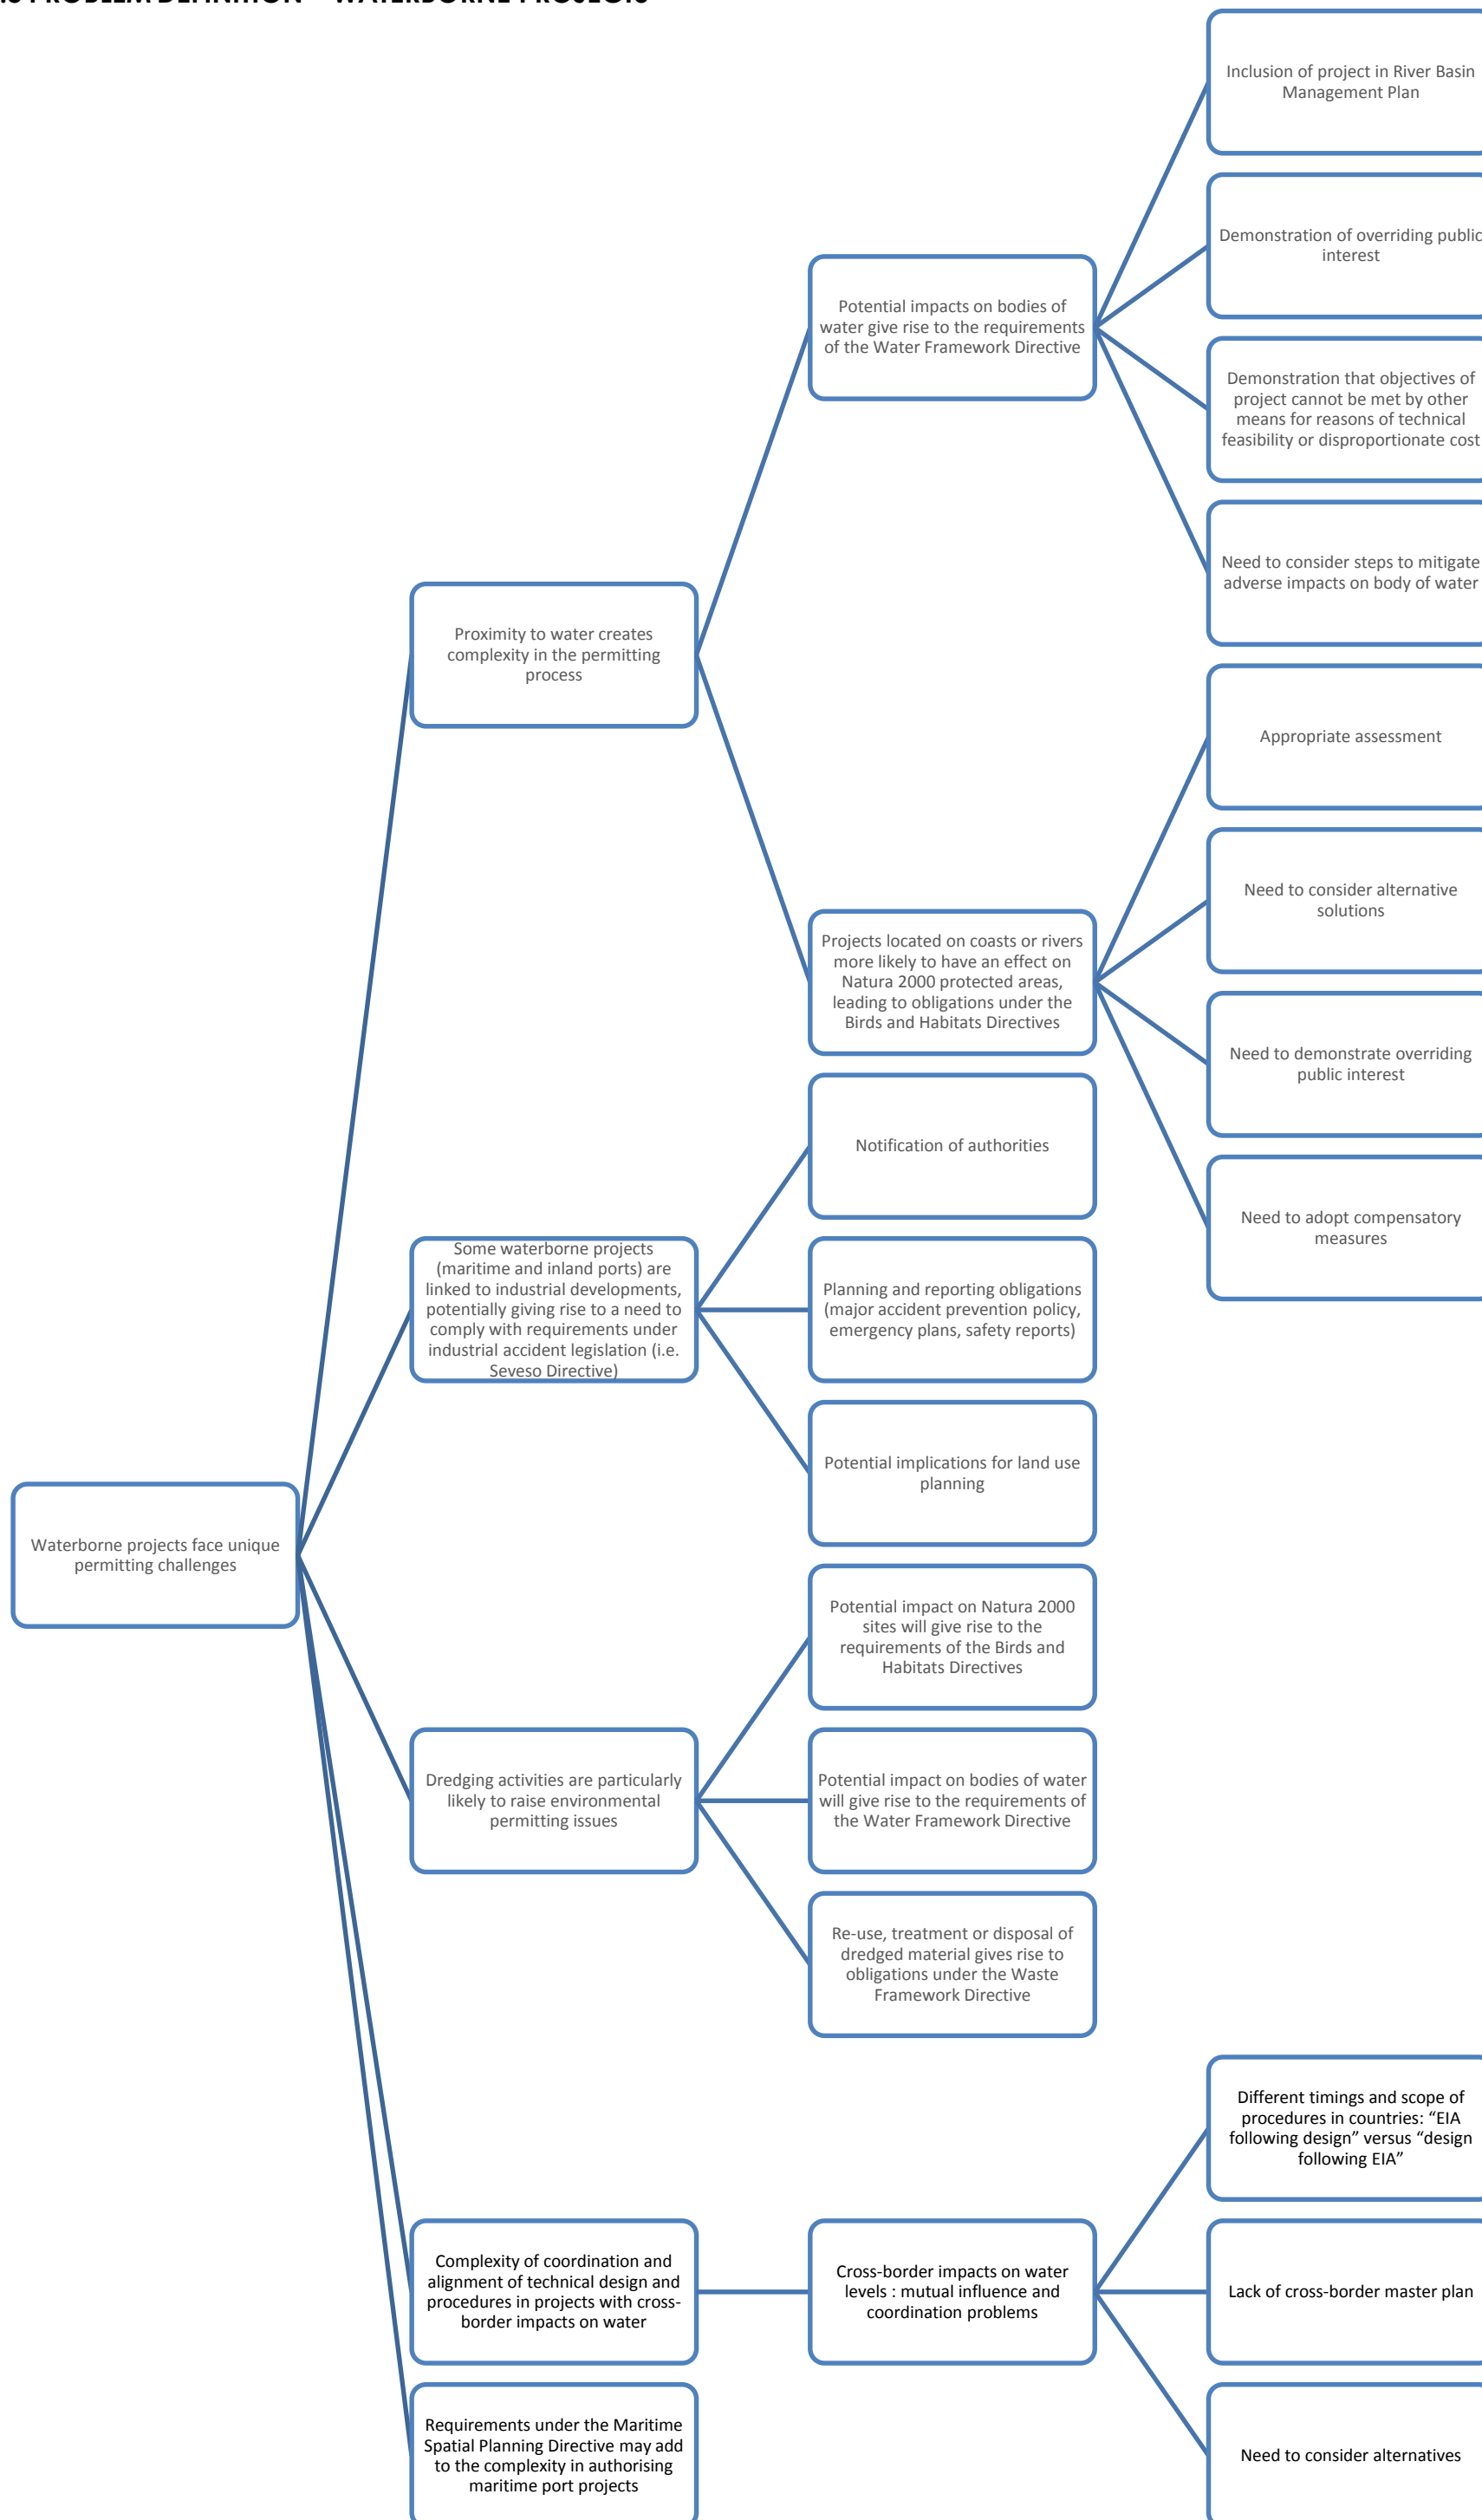 Inclusion of project in River Basin
Management Plan
Demonstration of overriding public
interest
Potential impacts on bodies of
water give rise to the requirements
of the Water Framework Directive
Demonstration that objectives of
project cannot be met by other
means for reasons of technical
feasibility or disproportionate cost
Need to consider steps to mitigate
adverse impacts on body of water
Proximity to water creates
complexity in the permitting
process
Appropriate assessment
Need to consider alternative
solutions
Projects located on coasts or rivers
more likely to have an effect on
Natura 2000 protected areas,
leading to obligations under the
Birds and Habitats Directives
Need to demonstrate overriding
public interest
Notification of authorities
Need to adopt compensatory
measures
Some waterborne projects
(maritime and inland ports) are
linked to industrial developments,
potentially giving rise to a need to
comply with requirements under
industrial accident legislation (i.e.
Seveso Directive)
Planning and reporting obligations
(major accident prevention policy,
emergency plans, safety reports)
Potential implications for land use
planning
Waterborne projects face unique
permitting challenges
Potential impact on Natura 2000
sites will give rise to the
requirements of the Birds and
Habitats Directives
Dredging activities are particularly
likely to raise environmental
permitting issues
Potential impact on bodies of water
will give rise to the requirements of
the Water Framework Directive
Re-use, treatment or disposal of
dredged material gives rise to
obligations under the Waste
Framework Directive
Different timings and scope of
procedures in countries: “EIA
following design” versus “design
following EIA”
Complexity of coordination and
alignment of technical design and
procedures in projects with cross-
border impacts on water
Cross-border impacts on water
levels : mutual influence and
coordination problems
Lack of cross-border master plan
Requirements under the Maritime
Spatial Planning Directive may add
to the complexity in authorising
maritime port projects
Need to consider alternatives